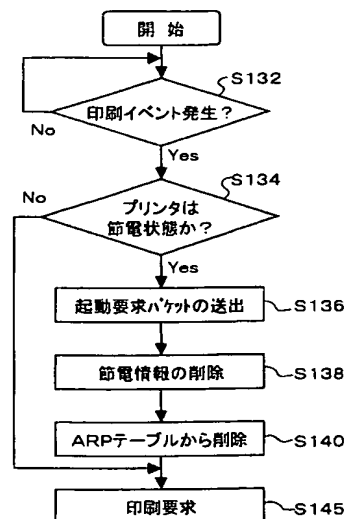 開始
S132
印刷イベント発生？
No
Yes
S134
No
プリンタは
節電状態か？
Yes
起動要求パケットの送出
S136
節電情報の削除
S138
ARPテーブルから削除
S140
印刷要求
S145